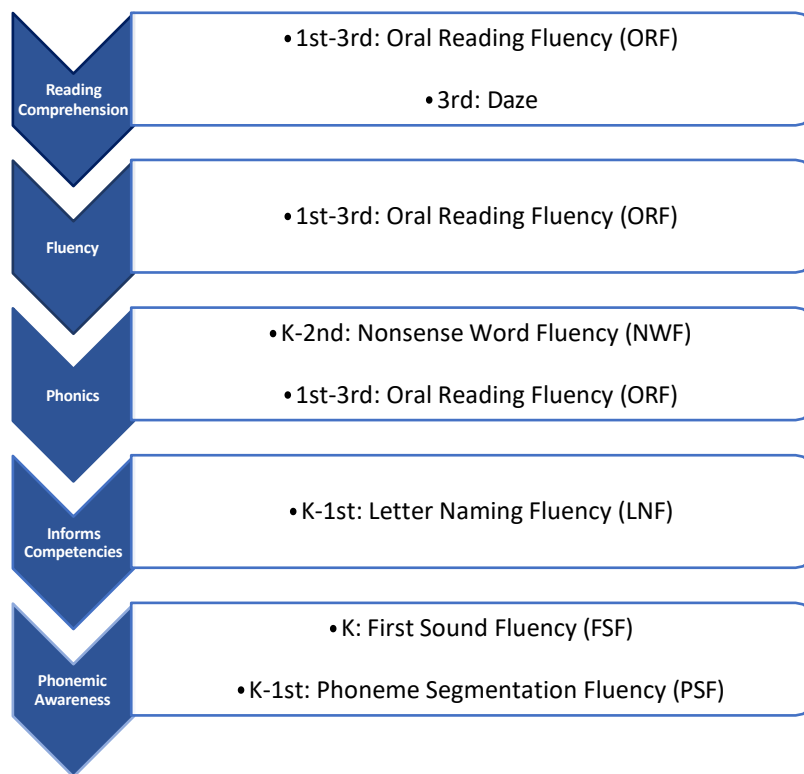 • 1st-3rd: Oral Reading Fluency (ORF)
Reading
Comprehension
• 3rd: Daze
Fluency
• 1st-3rd: Oral Reading Fluency (ORF)
• K-2nd: Nonsense Word Fluency (NWF)
Phonics
• 1st-3rd: Oral Reading Fluency (ORF)
Informs
Competencies
• K-1st: Letter Naming Fluency (LNF)
• K: First Sound Fluency (FSF)
Phonemic
Awareness
• K-1st: Phoneme Segmentation Fluency (PSF)